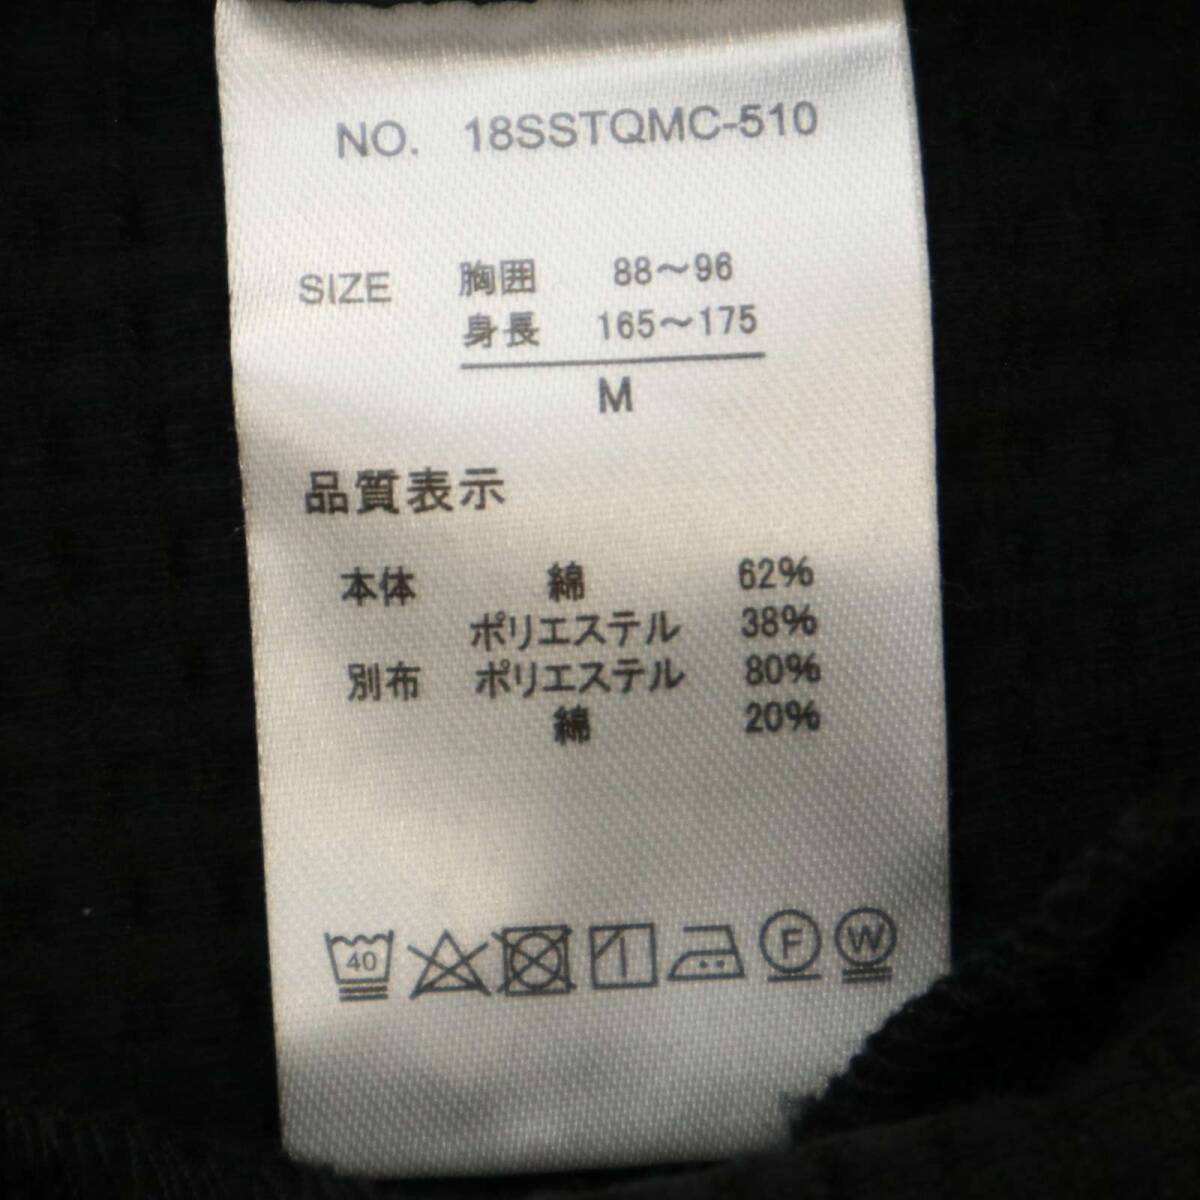 NO. 18SSTQMC-510
SIZE 胸囲 88～96
身長 165～175
M
品質表示
本体 綿 62%
ポリエステル 38%
別布 ポリエステル 80%
綿 20%
40 F W